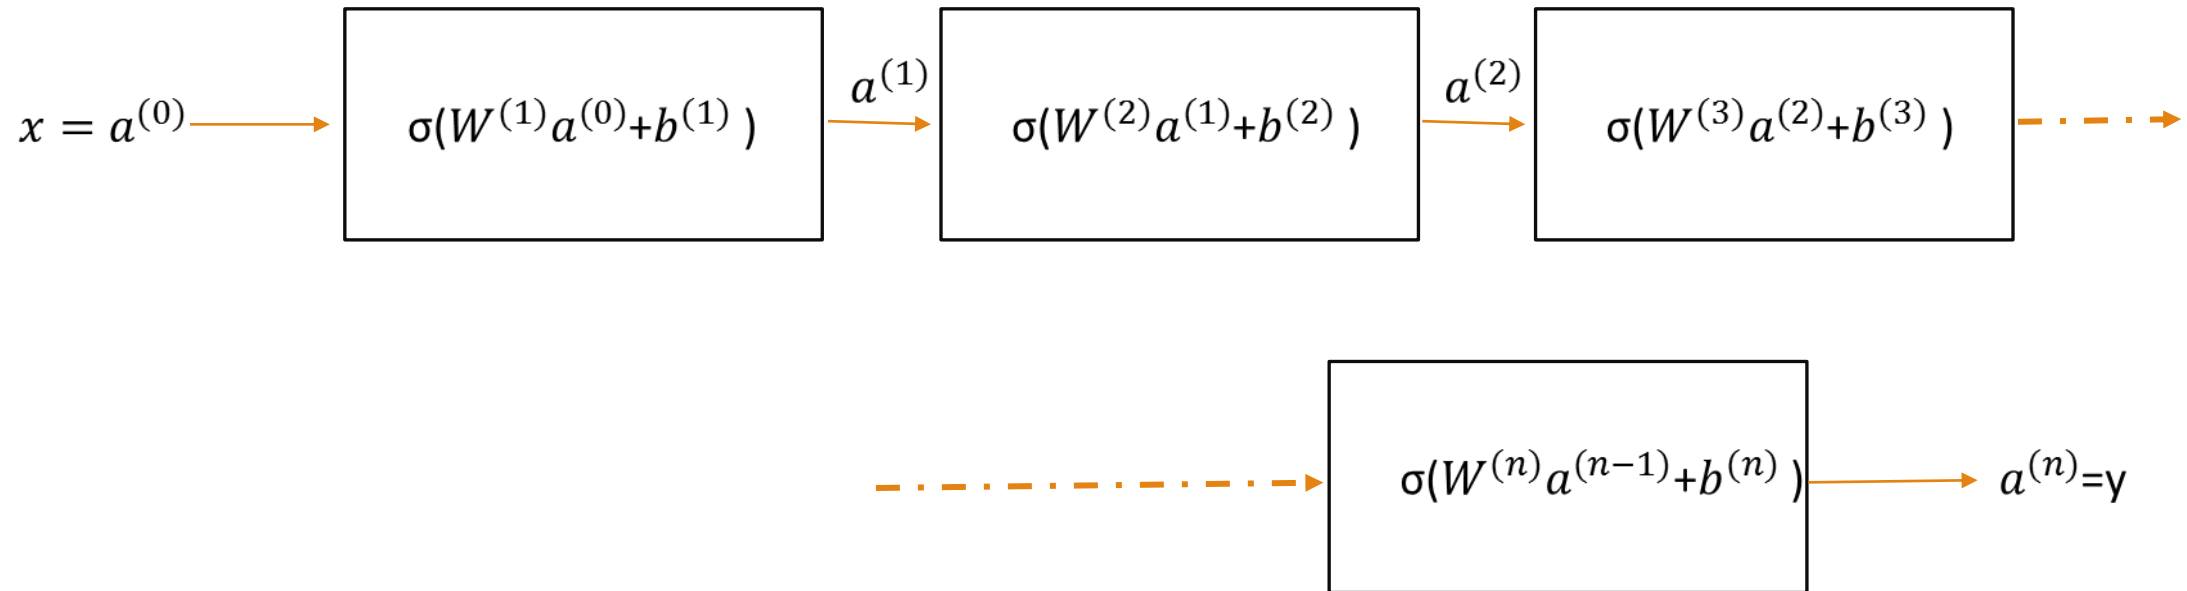 x = a^{(0)}
σ(W^{(1)}a^{(0)}+b^{(1)} )
a^{(1)}
σ(W^{(2)}a^{(1)}+b^{(2)} )
a^{(2)}
σ(W^{(3)}a^{(2)}+b^{(3)} )
σ(W^{(n)}a^{(n−1)}+b^{(n)} )
a^{(n)}=y